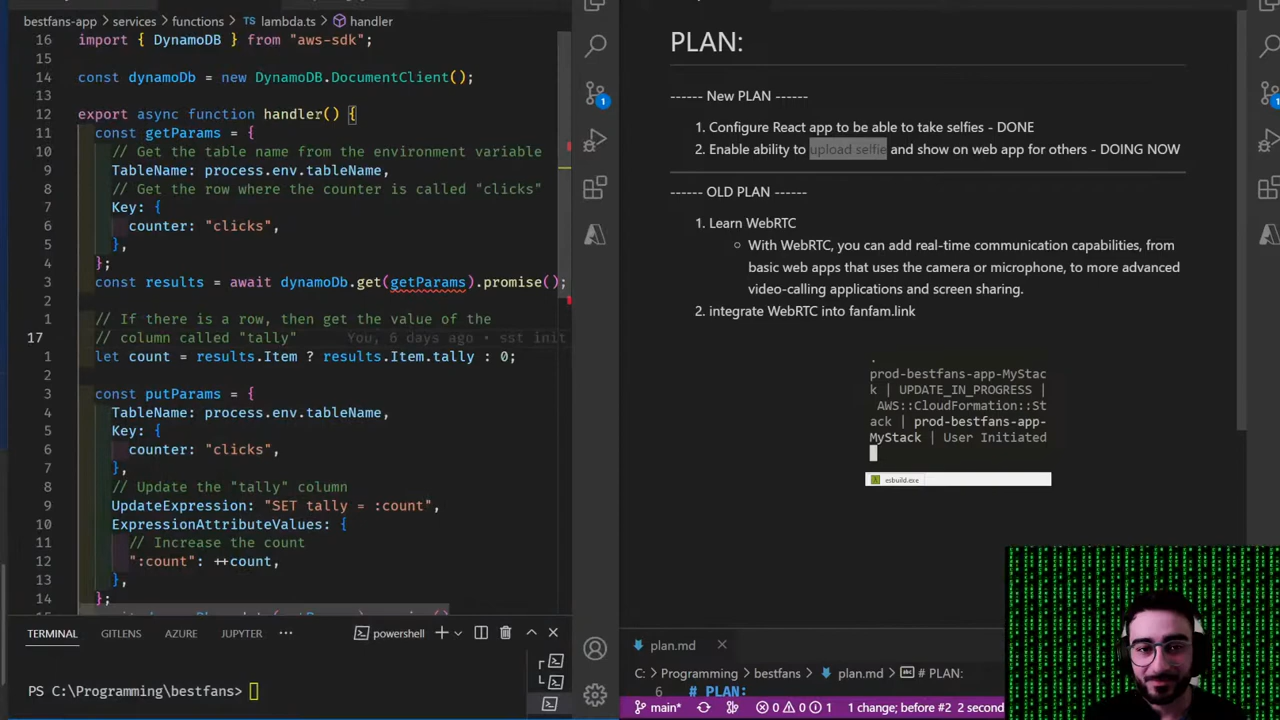 bestfans-app > services > functions > TS lambda.ts > handler
16 import { DynamoDB } from "aws-sdk";
15
14 const dynamoDb = new DynamoDB.DocumentClient();
13
12 export async function handler() {
11 const getParams = {
10 // Get the table name from the environment variable
9 TableName: process.env.tableName,
8 // Get the row where the counter is called "clicks"
7 Key: {
6 counter: "clicks",
5 },
4 };
3 const results = await dynamoDb.get(getParams).promise();
2
1 // If there is a row, then get the value of the
17 // column called "tally" You, 6 days ago • sst init
1 let count = results.Item ? results.Item.tally : 0;
2
3 const putParams = {
4 TableName: process.env.tableName,
5 Key: {
6 counter: "clicks",
7 },
8 // Update the "tally" column
9 UpdateExpression: "SET tally = :count",
10 ExpressionAttributeValues: {
11 // Increase the count
12 ":count": ++count,
13 },
14 };
TERMINAL GITLENS AZURE JUPYTER ··· powershell
PS C:\Programming\bestfans>
PLAN:
------ New PLAN ------
1. Configure React app to be able to take selfies - DONE
2. Enable ability to upload selfie and show on web app for others - DOING NOW
------ OLD PLAN ------
1. Learn WebRTC
○ With WebRTC, you can add real-time communication capabilities, from
basic web apps that uses the camera or microphone, to more advanced
video-calling applications and screen sharing.
2. integrate WebRTC into fanfam.link
.
prod-bestfans-app-MyStac
k | UPDATE_IN_PROGRESS |
AWS::CloudFormation::St
ack | prod-bestfans-app-
MyStack | User Initiated
esbuild.exe
plan.md
C: > Programming > bestfans > plan.md > # PLAN:
6 # PLAN:
main* 0 0 1 1 change; before #2 2 second
1
1